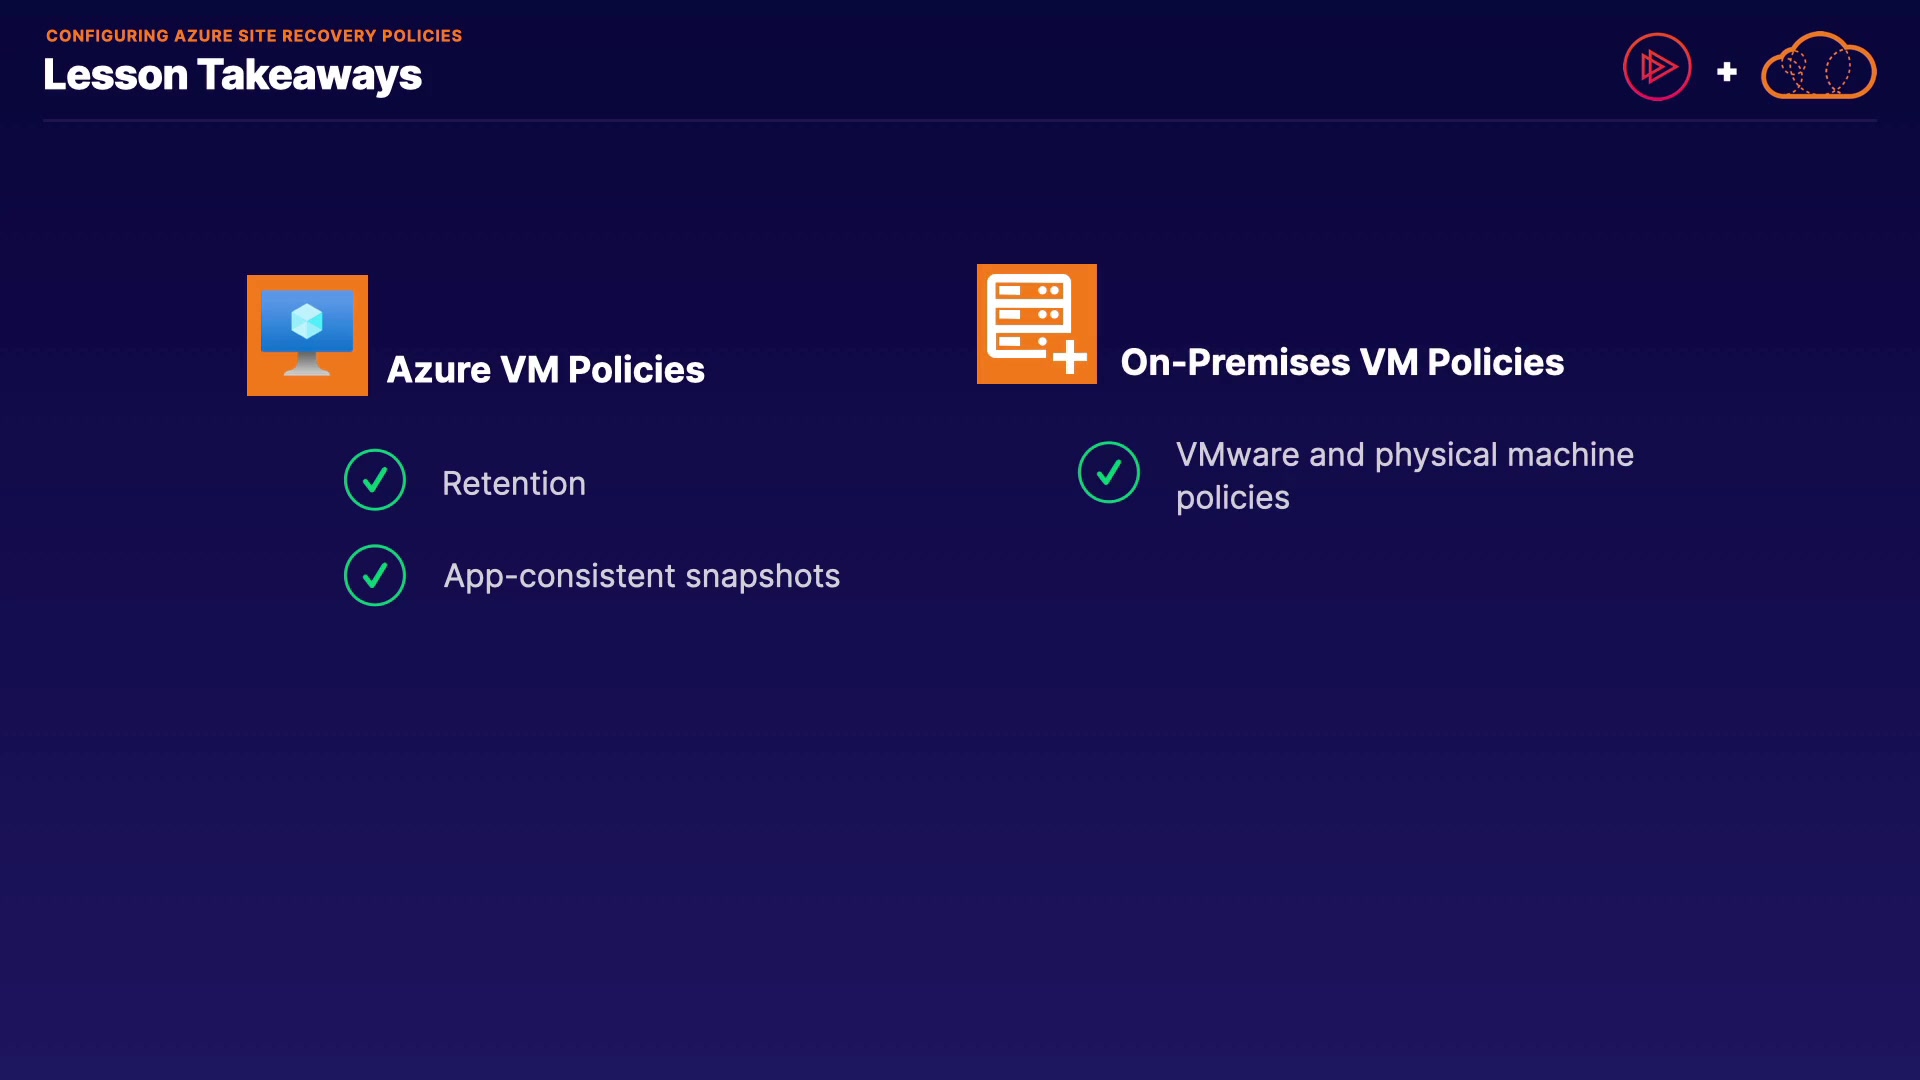 CONFIGURING AZURE SITE RECOVERY POLICIES
Lesson Takeaways
Azure VM Policies
Retention
App-consistent snapshots
On-Premises VM Policies
VMware and physical machine
policies